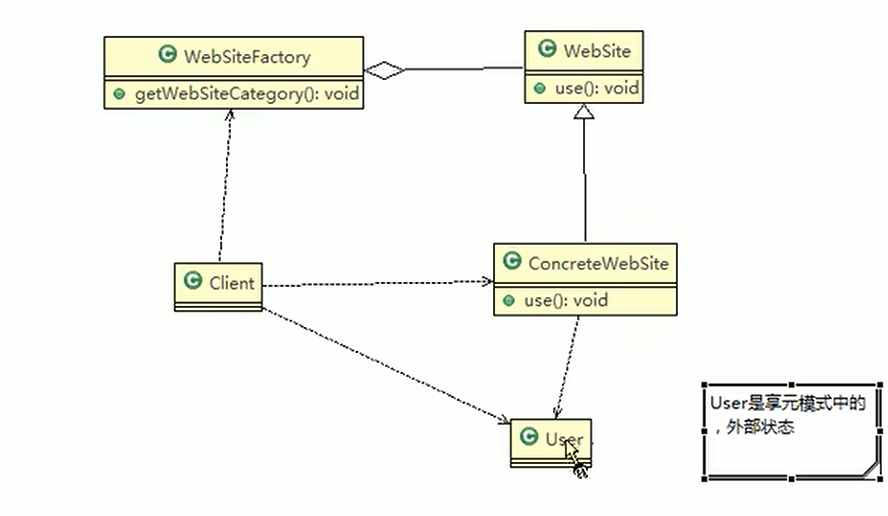 WebSiteFactory
getWebSiteCategory(): void
WebSite
use(): void
Client
ConcreteWebSite
use(): void
User
User是享元模式中的
，外部状态